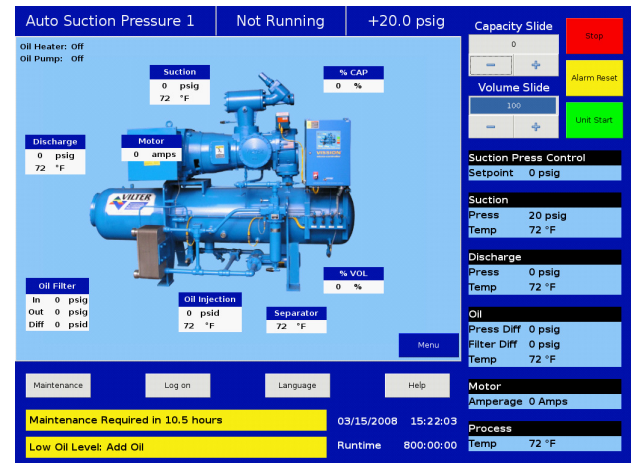 Auto Suction Pressure 1
Not Running
+20.0 psig
Oil Heater: Off
Oil Pump: Off
Suction
0 psig
72 °F
% CAP
0 %
Discharge
0 psig
72 °F
Motor
0 amps
VILTER
VISSION
Oil Filter
In 0 psig
Out 0 psig
Diff 0 psid
Oil Injection
0 psid
72 °F
Separator
72 °F
% VOL
0 %
Menu
Maintenance
Log on
Language
Help
Maintenance Required in 10.5 hours
03/15/2008 15:22:03
Low Oil Level: Add Oil
Runtime 800:00:00
Capacity Slide
0
Volume Slide
100
Stop
Alarm Reset
Unit Start
Suction Press Control
Setpoint 0 psig
Suction
Press 20 psig
Temp 72 °F
Discharge
Press 0 psig
Temp 72 °F
Oil
Press Diff 0 psig
Filter Diff 0 psig
Temp 72 °F
Motor
Amperage 0 Amps
Process
Temp 72 °F